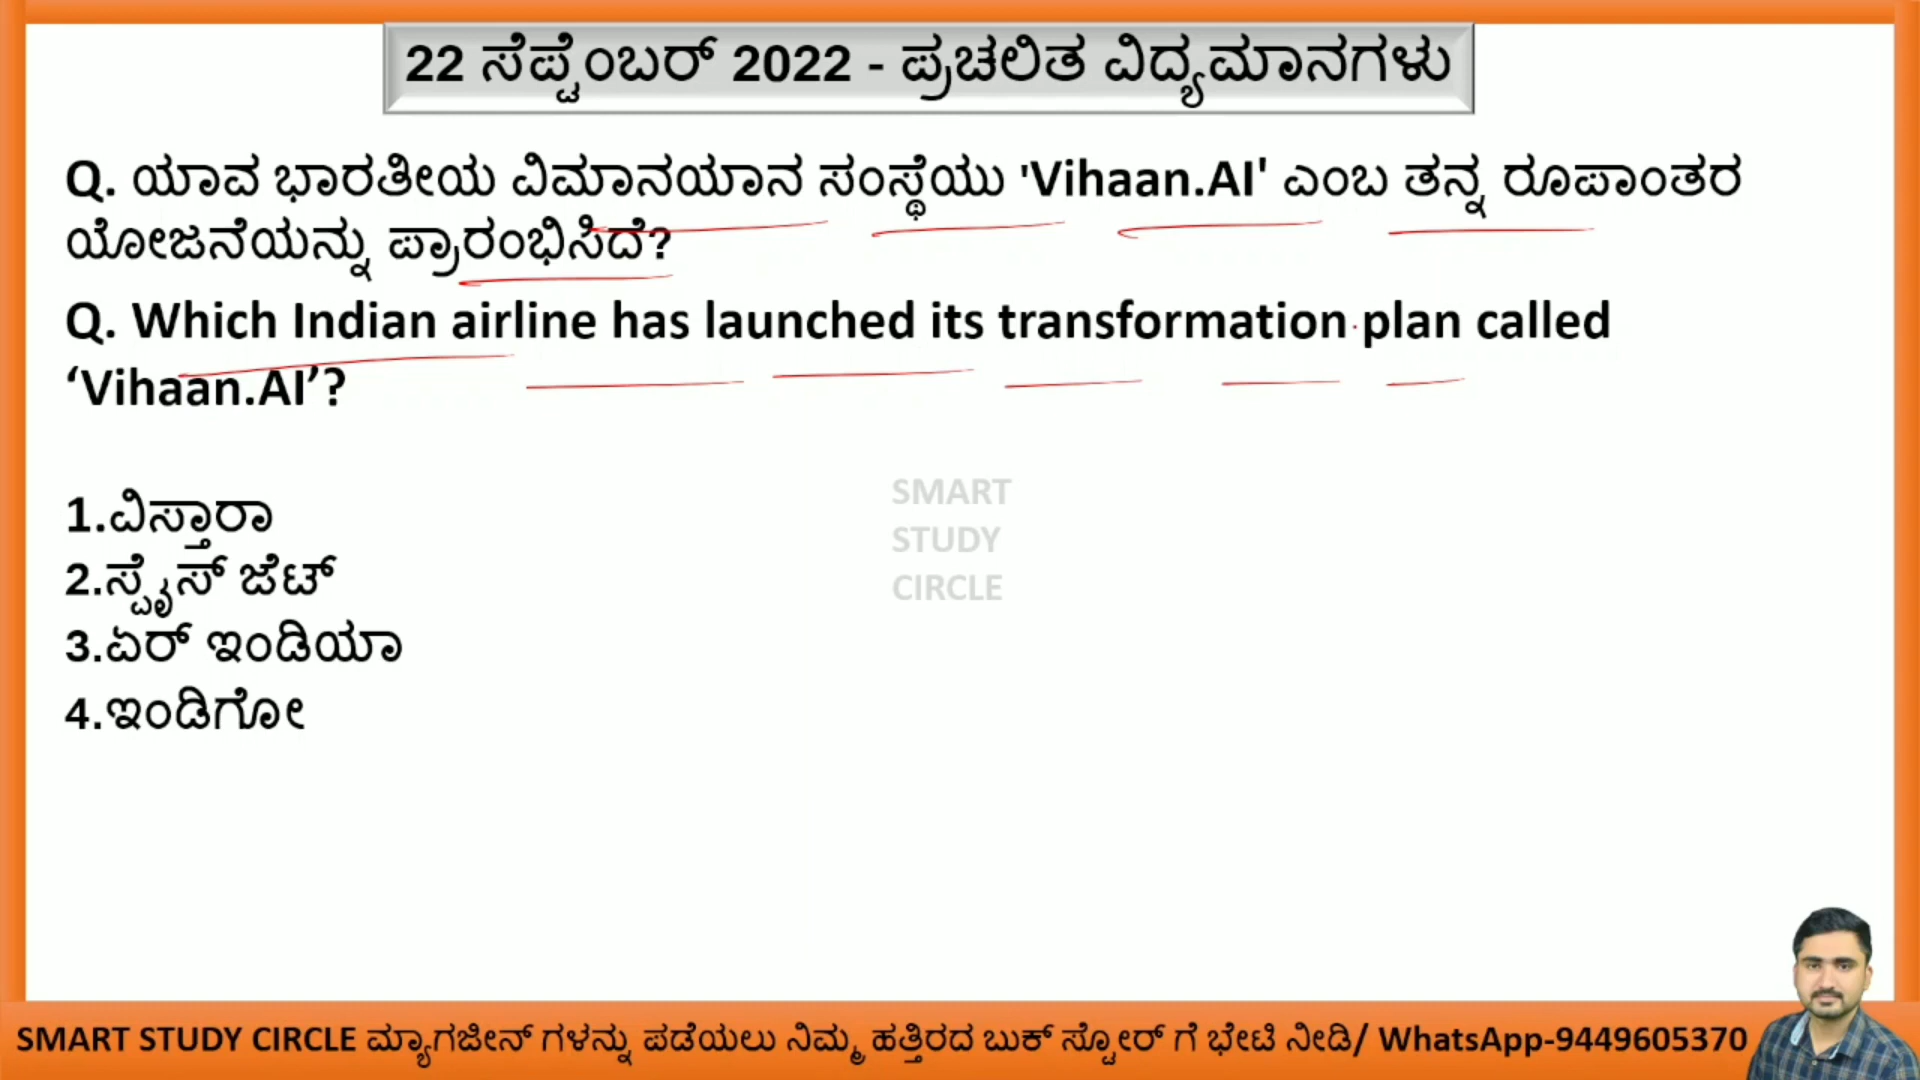 22 ಸೆಪ್ಟೆಂಬರ್ 2022 - ಪ್ರಚಲಿತ ವಿದ್ಯಮಾನಗಳು
Q. ಯಾವ ಭಾರತೀಯ ವಿಮಾನಯಾನ ಸಂಸ್ಥೆಯು 'Vihaan.AI' ಎಂಬ ತನ್ನ ರೂಪಾಂತರ
ಯೋಜನೆಯನ್ನು ಪ್ರಾರಂಭಿಸಿದೆ?
Q. Which Indian airline has launched its transformation plan called
‘Vihaan.AI’?
SMART
STUDY
CIRCLE
1.ವಿಸ್ತಾರಾ
2.ಸ್ಪೈಸ್ ಜೆಟ್
3.ಏರ್ ಇಂಡಿಯಾ
4.ಇಂಡಿಗೋ
SMART STUDY CIRCLE ಮ್ಯಾಗಜೀನ್ ಗಳನ್ನು ಪಡೆಯಲು ನಿಮ್ಮ ಹತ್ತಿರದ ಬುಕ್ ಸ್ಟೋರ್ ಗೆ ಭೇಟಿ ನೀಡಿ/ WhatsApp-9449605370